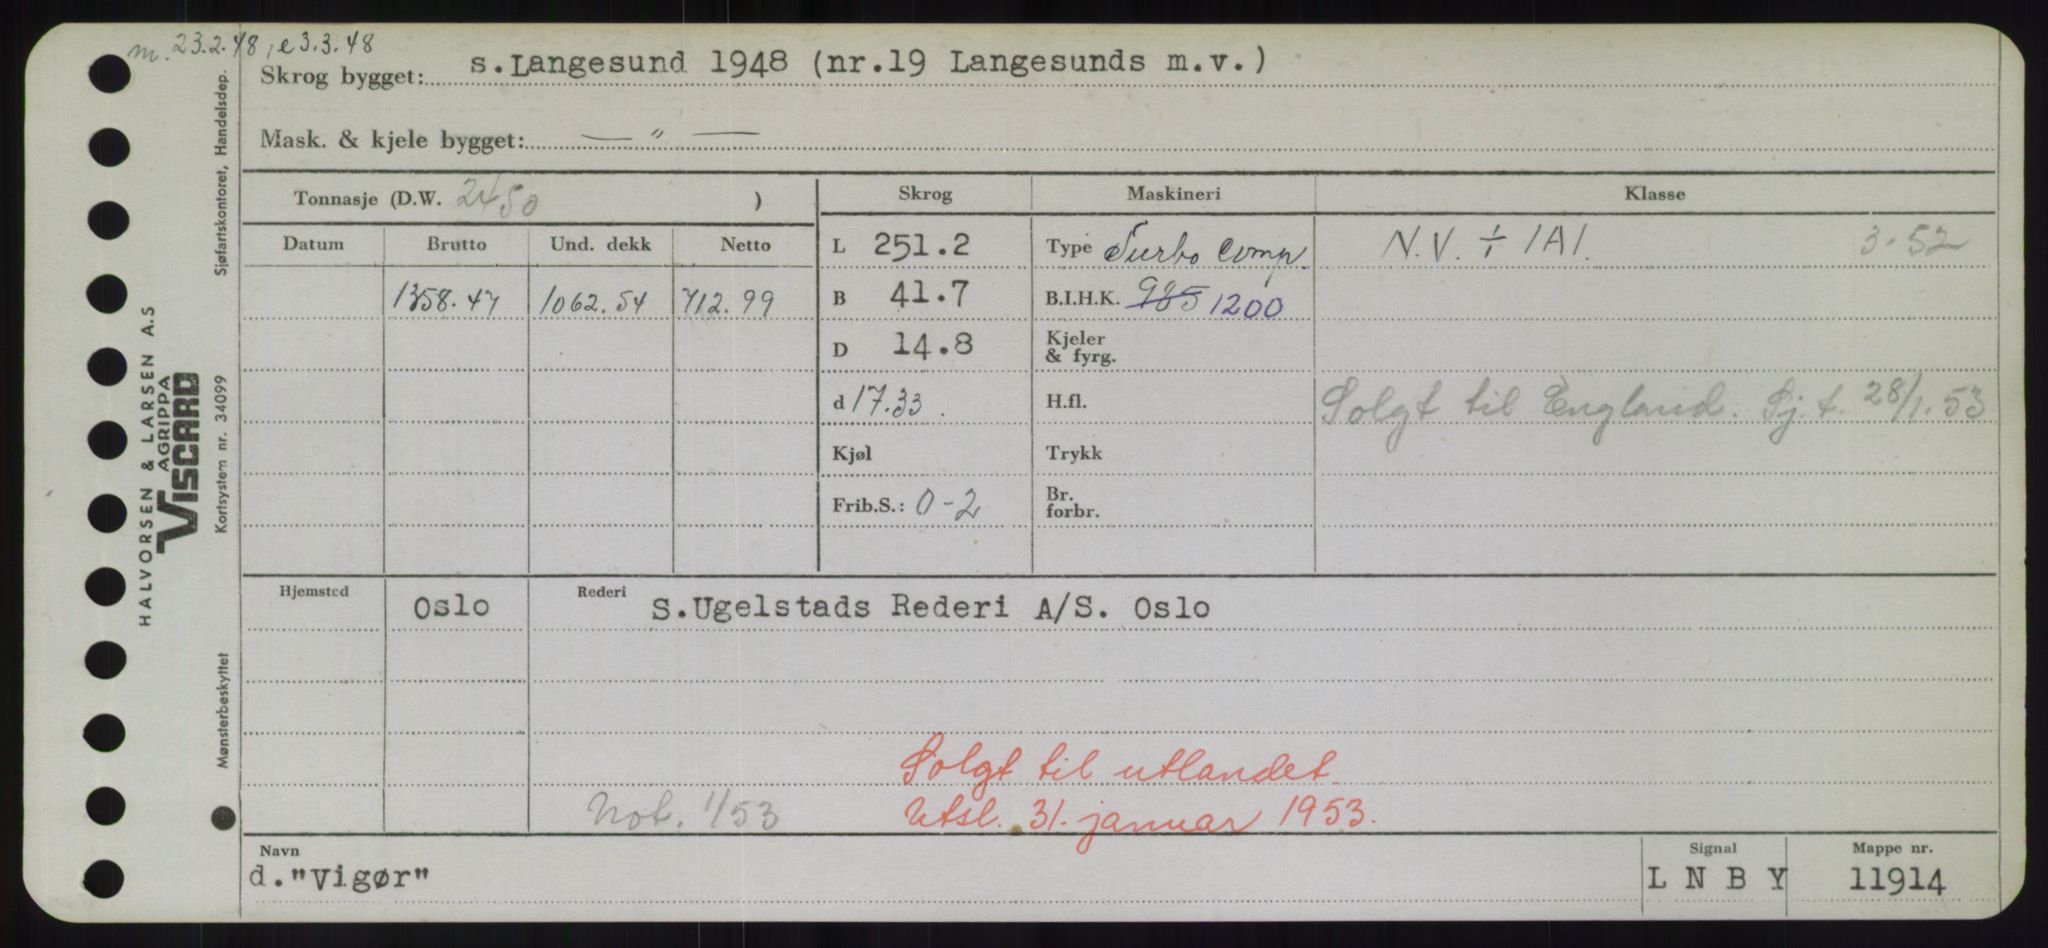 m. 23.2.48, e 3.3.48
Skrog bygget: s.Langesund 1948 (nr.19 Langesunds m.v.)
Mask. & kjele bygget: — " —
Tonnasje (D.W. 2450 )
Skrog Maskineri Klasse
Datum Brutto Und. dekk Netto
L 251.2 Type Turbo comp. N.V. ÷ 1A1. 3-52
1358.47 1062.54 712.99 B 41.7 B.I.H.K. 985 1200
D 14.8 Kjeler
& fyrg.
d 17.33. H.fl. Solgt til England. Sj.t. 28/1.53
Kjøl Trykk
Frib.S.: 0-2 Br.
forbr.
Hjemsted Oslo Rederi S.Ugelstads Rederi A/S. Oslo
Solgt til utlandet.
Not. 1/53 Utsl. 31. januar 1953.
Navn Signal Mappe nr.
d."Vigør" L N B Y 11914
HALVORSEN & LARSEN A.S
AGRIPPA
VISCARD
Sjøfartskontoret, Handelsdep.
Kortsystem nr. 34099
Mønsterbeskyttet